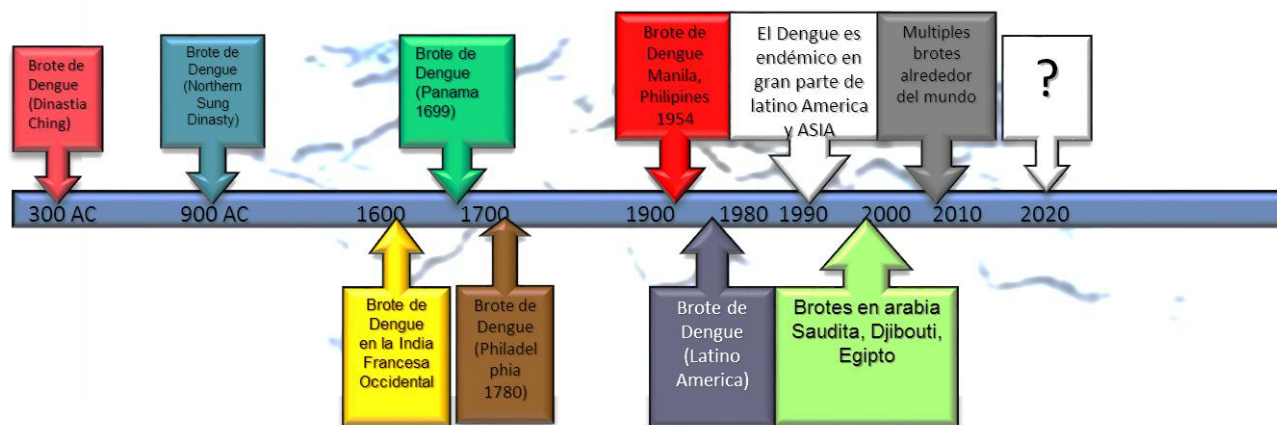 Brote de
Dengue
(Dinastia
Ching)
Brote de
Dengue
(Northern
Sung
Dinasty)
Brote de
Dengue
(Panama
1699)
Brote de
Dengue
Manila,
Philipines
1954
El Dengue es
endémico en
gran parte de
latino America
y ASIA
Multiples
brotes
alrededor
del mundo
?
300 AC
900 AC
1600
1700
1900
1980
1990
2000
2010
2020
Brote de
Dengue
en la India
Francesa
Occidental
Brote de
Dengue
(Philadel
phia
1780)
Brote de
Dengue
(Latino
America)
Brotes en arabia
Saudita, Djibouti,
Egipto